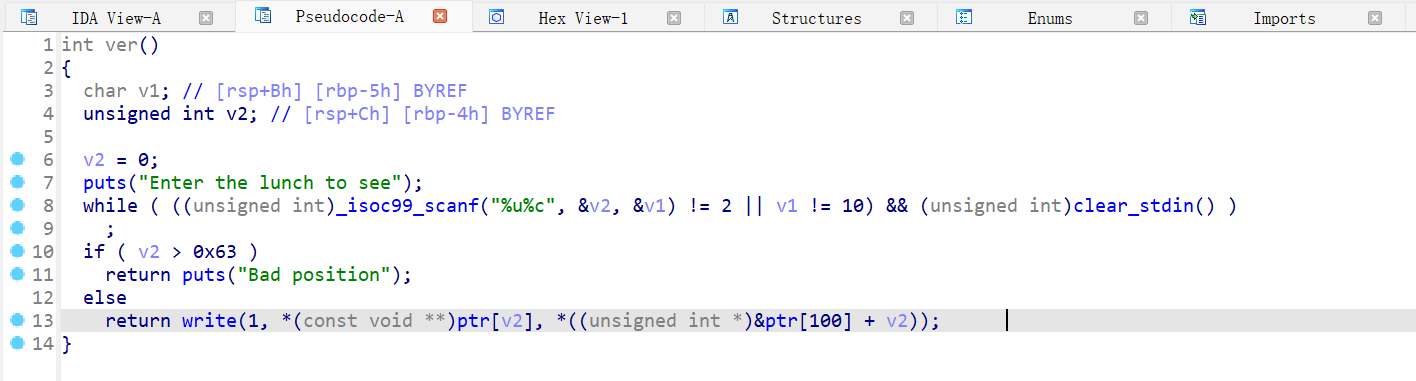 IDA View-A Pseudocode-A Hex View-1 Structures Enums Imports
1 int ver()
2 {
3 char v1; // [rsp+Bh] [rbp-5h] BYREF
4 unsigned int v2; // [rsp+Ch] [rbp-4h] BYREF
5
6 v2 = 0;
7 puts("Enter the lunch to see");
8 while ( ((unsigned int)_isoc99_scanf("%u%c", &v2, &v1) != 2 || v1 != 10) && (unsigned int)clear_stdin() )
9 ;
10 if ( v2 > 0x63 )
11 return puts("Bad position");
12 else
13 return write(1, *(const void **)ptr[v2], *((unsigned int *)&ptr[100] + v2));
14 }